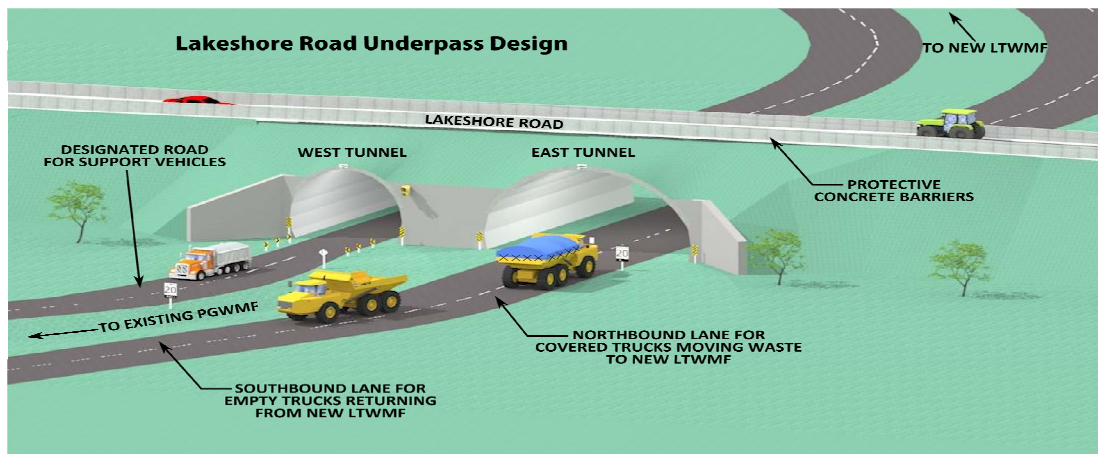 Lakeshore Road Underpass Design
TO NEW LTWMF
LAKESHORE ROAD
DESIGNATED ROAD
FOR SUPPORT VEHICLES
WEST TUNNEL
EAST TUNNEL
PROTECTIVE
CONCRETE BARRIERS
20
20
TO EXISTING PGWMF
NORTHBOUND LANE FOR
COVERED TRUCKS MOVING WASTE
TO NEW LTWMF
SOUTHBOUND LANE FOR
EMPTY TRUCKS RETURNING
FROM NEW LTWMF